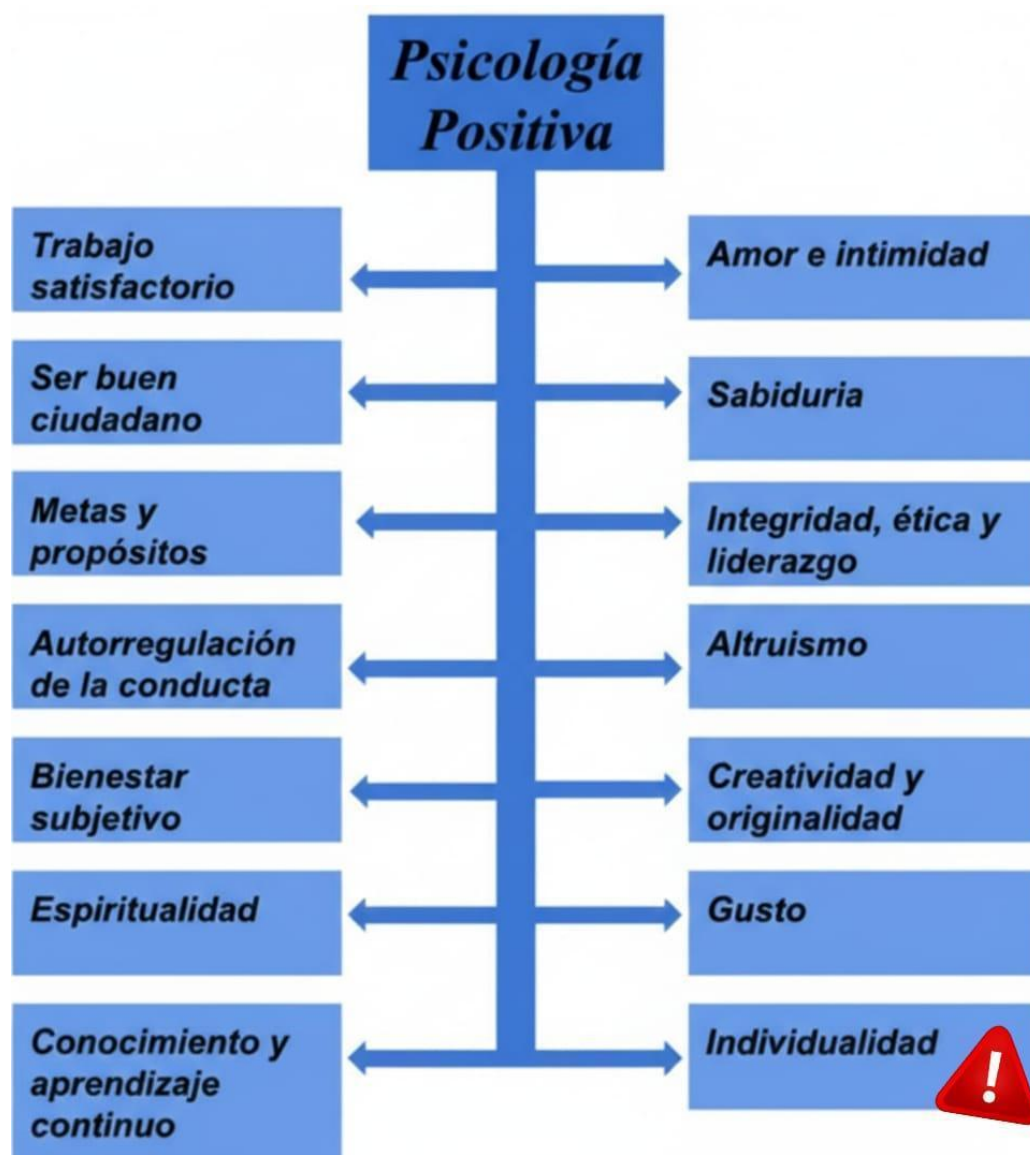 Psicología
Positiva
Trabajo
satisfactorio
Amor e intimidad
Ser buen
ciudadano
Sabiduria
Metas y
propósitos
Integridad, ética y
liderazgo
Autorregulación
de la conducta
Altruismo
Bienestar
subjetivo
Creatividad y
originalidad
Espiritualidad
Gusto
Conocimiento y
aprendizaje
continuo
Individualidad
!